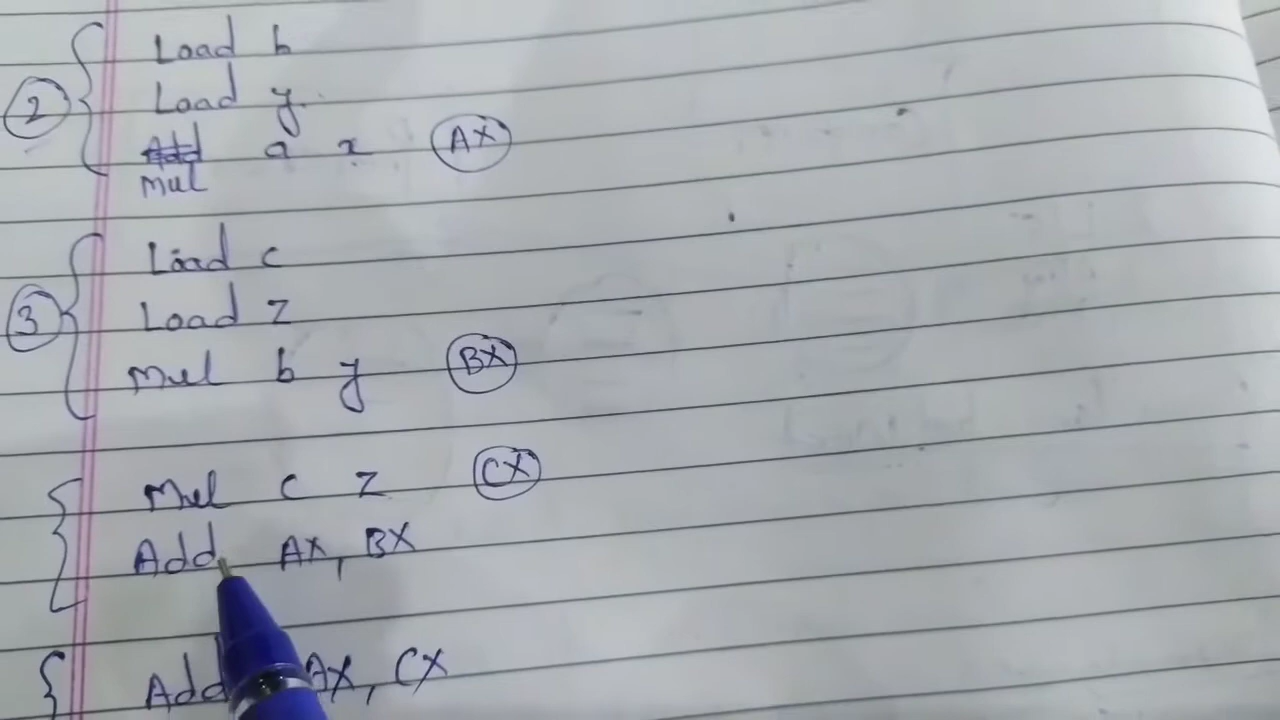 Load b
② Load y
Add a x AX
Mul
Load c
③ Load z
Mul b y BX
Mul c z CX
Add AX, BX
Add AX, CX